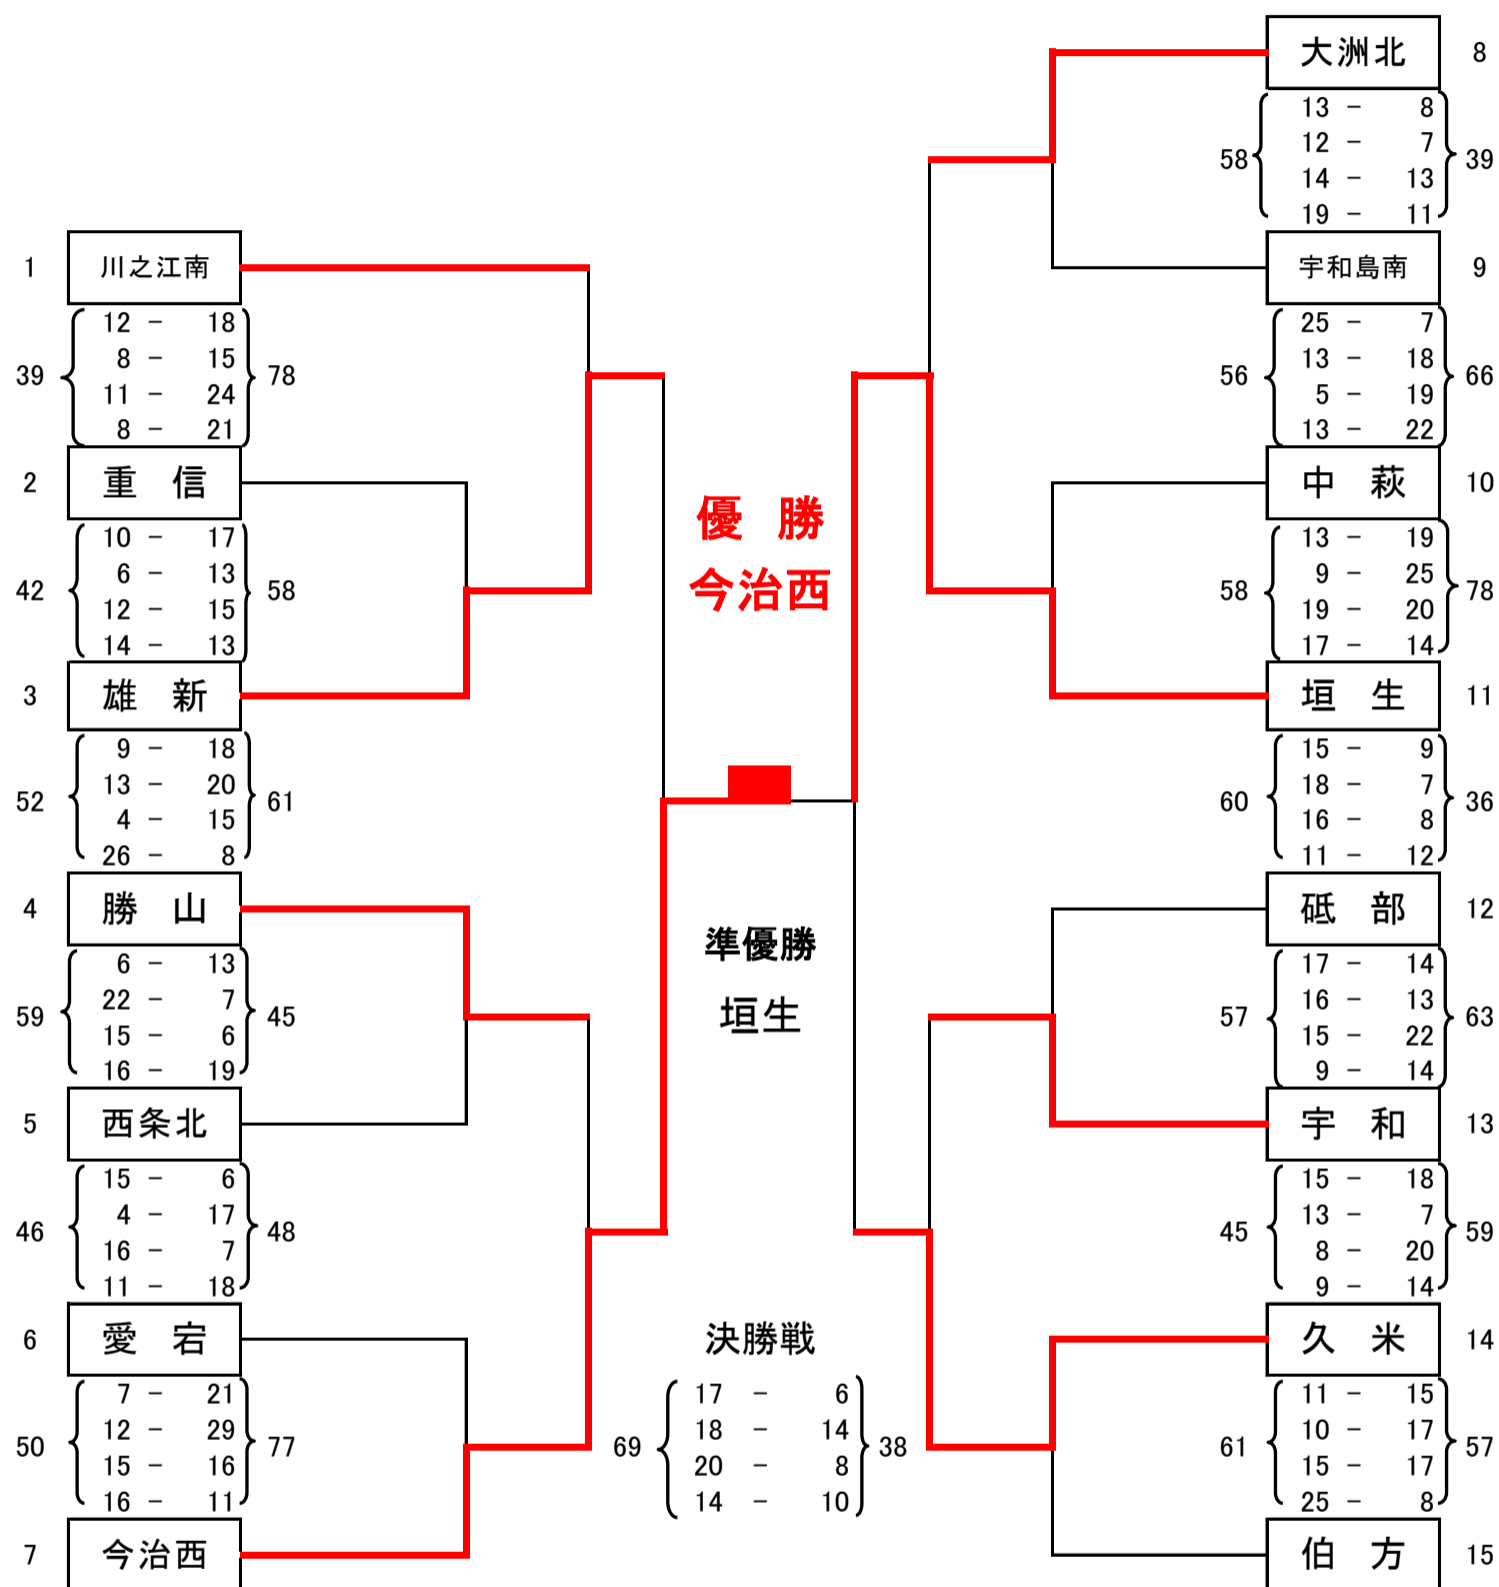 1 川之江南
12 - 18
8 - 15
39 11 - 24 78
8 - 21
2 重 信
10 - 17
6 - 13
42 12 - 15 58
14 - 13
3 雄 新
9 - 18
13 - 20
52 4 - 15 61
26 - 8
4 勝 山
6 - 13
22 - 7
59 15 - 6 45
16 - 19
5 西条北
15 - 6
4 - 17
46 16 - 7 48
11 - 18
6 愛 宕
7 - 21
12 - 29
50 15 - 16 77
16 - 11
7 今治西
優 勝
今治西
準優勝
垣生
決勝戦
17 - 6
18 - 14
69 20 - 8 38
14 - 10
大洲北 8
13 - 8
12 - 7
58 14 - 13 39
19 - 11
宇和島南 9
25 - 7
13 - 18
56 5 - 19 66
13 - 22
中 萩 10
13 - 19
9 - 25
58 19 - 20 78
17 - 14
垣 生 11
15 - 9
18 - 7
60 16 - 8 36
11 - 12
砥 部 12
17 - 14
16 - 13
57 15 - 22 63
9 - 14
宇 和 13
15 - 18
13 - 7
45 8 - 20 59
9 - 14
久 米 14
11 - 15
10 - 17
61 15 - 17 57
25 - 8
伯 方 15